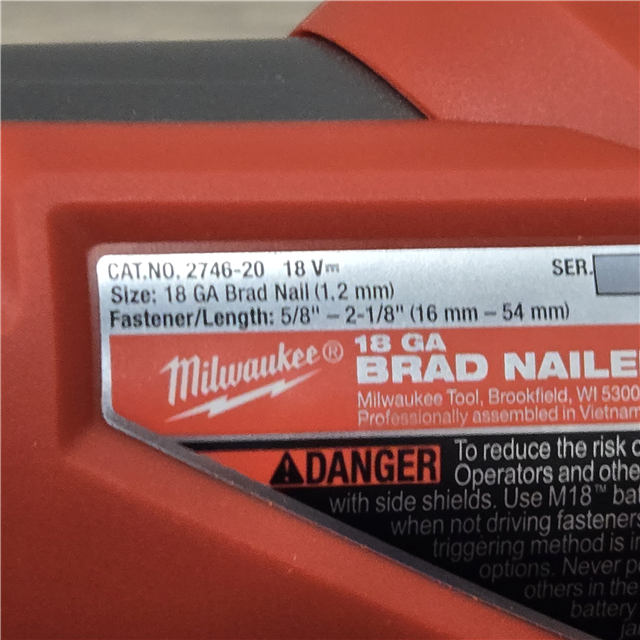 CAT.NO. 2746-20 18 V⎓ SER.
Size: 18 GA Brad Nail (1.2 mm)
Fastener/Length: 5/8" – 2-1/8" (16 mm – 54 mm)
Milwaukee®
18 GA
BRAD NAILE
Milwaukee Tool, Brookfield, WI 5300
Professionally assembled in Vietnam
⚠DANGER
To reduce the risk
Operators and othe
with side shields. Use M18™ bat
when not driving fasteners
triggering method is in
options. Never p
others in the
battery